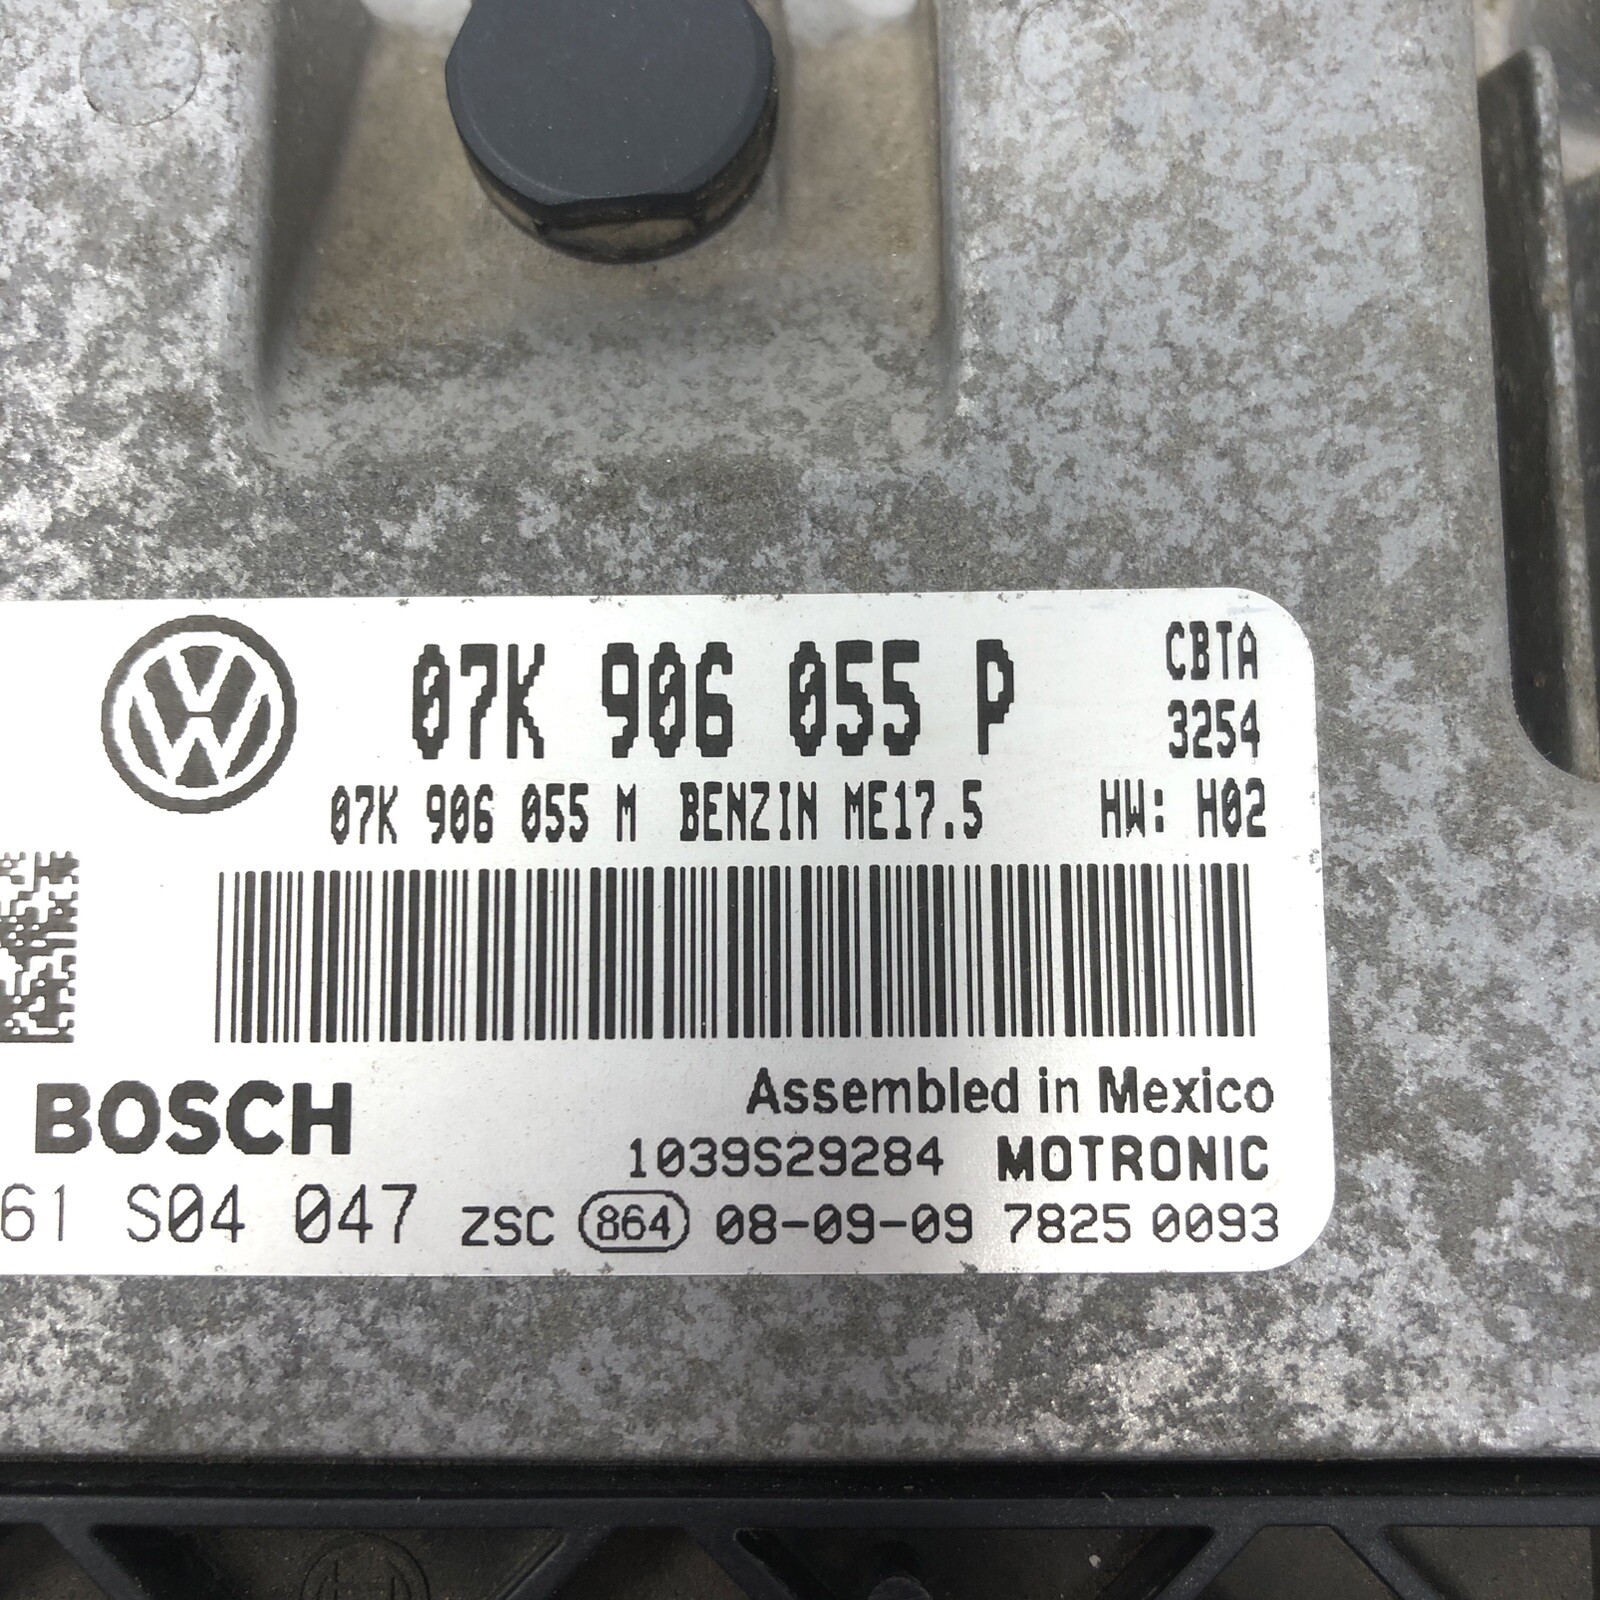 07K 906 055 P CBTA
3254
07K 906 055 M BENZIN ME17.5 HW: H02
BOSCH Assembled in Mexico
1039S29284 MOTRONIC
61 S04 047 ZSC 864 08-09-09 7825 0093